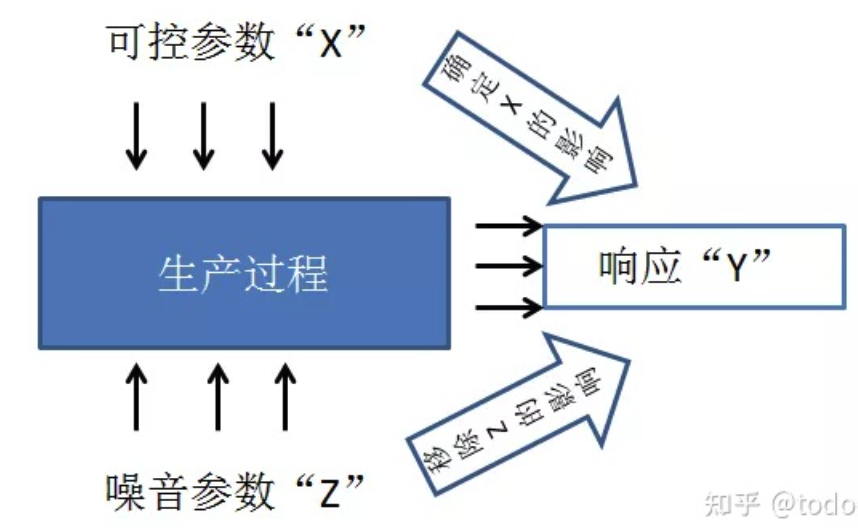 可控参数“X”
确定X的影响
生产过程
响应“Y”
移除Z的影响
噪音参数“Z”
知乎 @todo